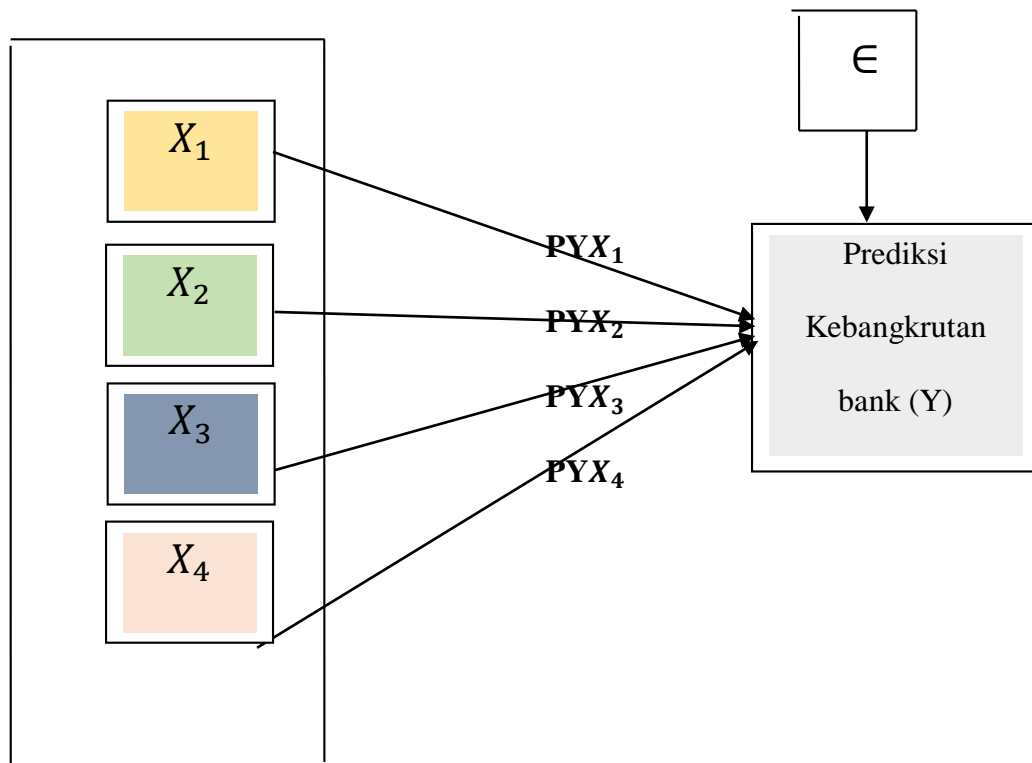 ∈
X₁
X₂
X₃
X₄
PYX₁
PYX₂
PYX₃
PYX₄
Prediksi
Kebangkrutan
bank (Y)